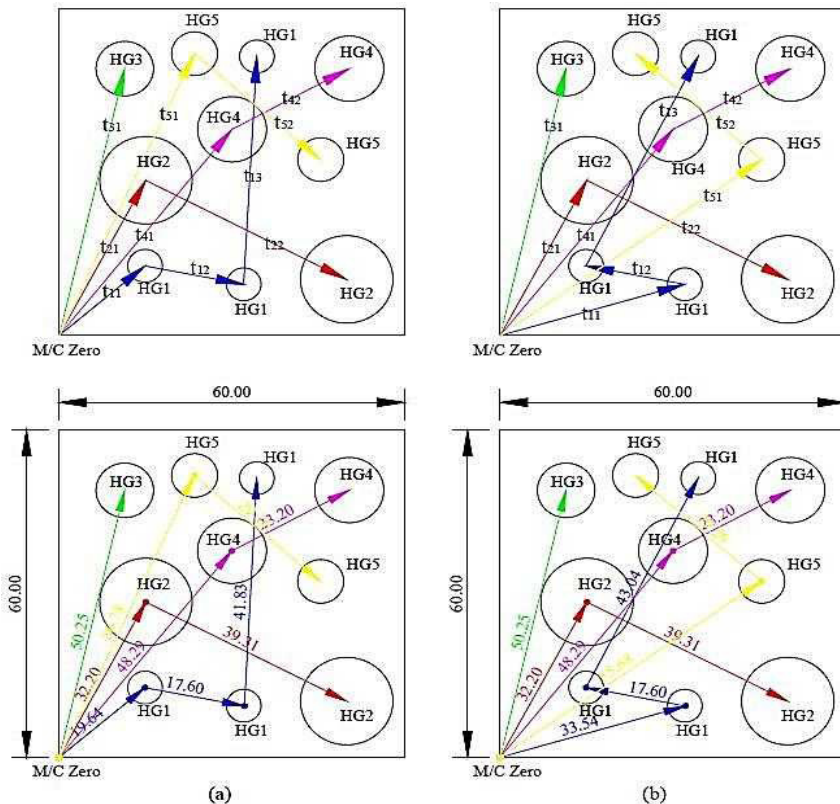 HG5
HG1
HG3
HG4
t42
t31
t51
t52
HG4
HG5
HG2
t13
t21
t41
t22
t12
t11
HG1
HG1
HG2
M/C Zero
HG5
HG1
HG3
HG4
t42
t13
t31
t52
HG4
HG5
HG2
t51
t21
t41
t22
t12
HG1
HG1
t11
HG2
M/C Zero
60.00
60.00
HG5
HG1
HG3
HG4
23.20
HG4
HG5
HG2
41.83
50.25
32.20
48.29
39.31
17.60
19.64
HG1
HG1
HG2
M/C Zero
(a)
60.00
60.00
HG5
HG1
HG3
HG4
23.20
HG4
HG5
HG2
43.04
50.25
32.20
48.29
39.31
17.60
HG1
HG1
33.54
HG2
M/C Zero
(b)